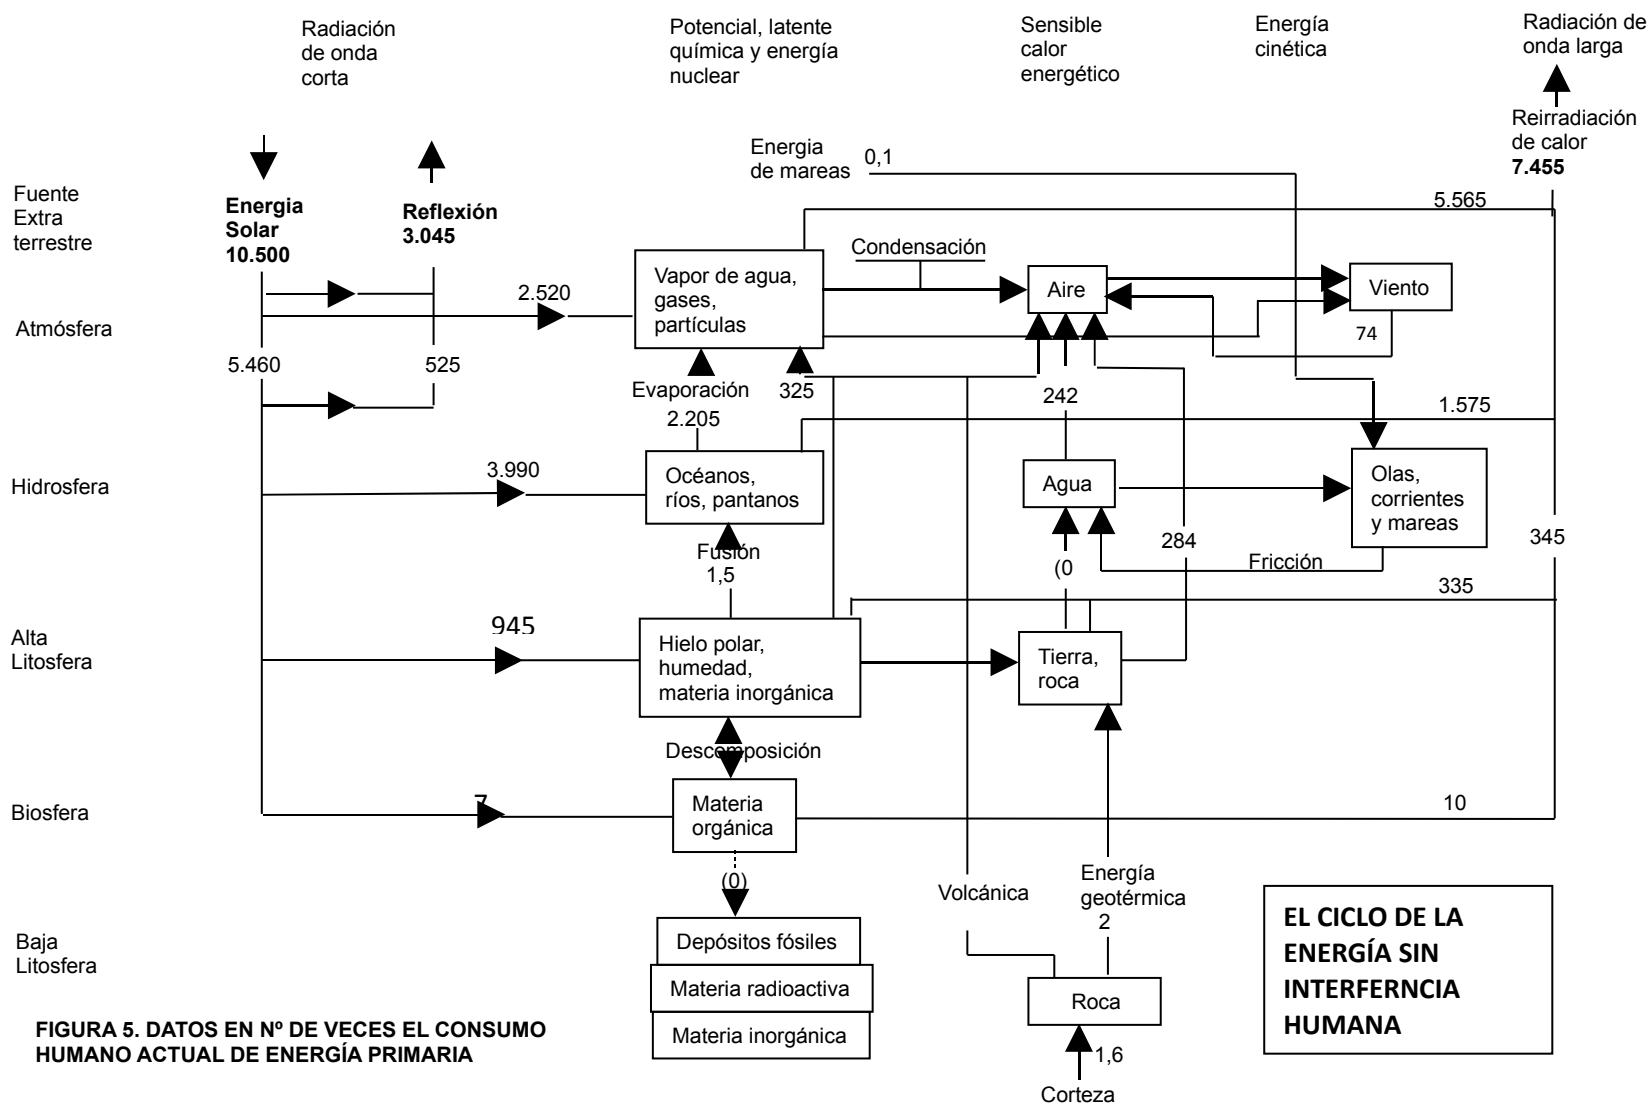 Radiación
de onda
corta
Potencial, latente
química y energía
nuclear
Sensible
calor
energético
Energía
cinética
Radiación de
onda larga
Reirradiación
de calor
7.455
Energia
de mareas
0,1
Fuente
Extra
terrestre
Energia
Solar
10.500
Reflexión
3.045
5.565
Condensación
Vapor de agua,
gases,
partículas
Aire
Viento
2.520
Atmósfera
74
5.460
525
Evaporación
325
242
2.205
1.575
3.990
Hidrosfera
Océanos,
ríos, pantanos
Agua
Olas,
corrientes
y mareas
345
Fusión
1,5
(0
284
Fricción
335
945
Alta
Litosfera
Hielo polar,
humedad,
materia inorgánica
Tierra,
roca
Descomposición
7
Biosfera
Materia
orgánica
10
(0)
Volcánica
Energía
geotérmica
2
Baja
Litosfera
Depósitos fósiles
Materia radioactiva
Materia inorgánica
Roca
1,6
Corteza
EL CICLO DE LA
ENERGÍA SIN
INTERFERNCIA
HUMANA
FIGURA 5. DATOS EN Nº DE VECES EL CONSUMO
HUMANO ACTUAL DE ENERGÍA PRIMARIA